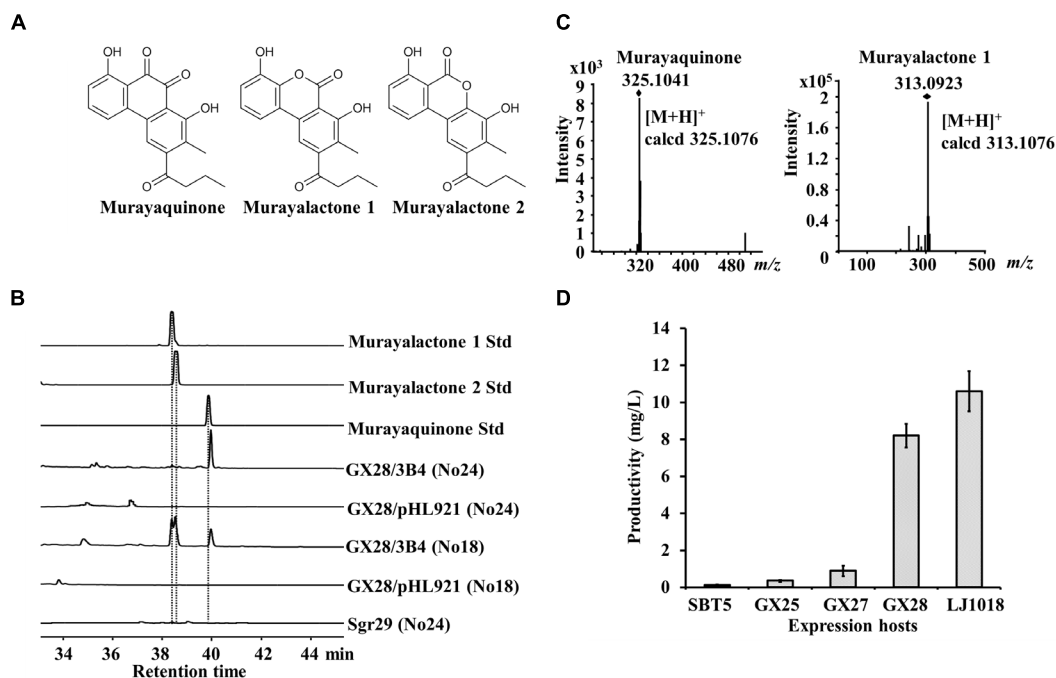 A
OH
O
O
OH
O
Murayaquinone
OH
O
O
OH
O
Murayalactone 1
OH
O
O
OH
O
Murayalactone 2
B
Murayalactone 1 Std
Murayalactone 2 Std
Murayaquinone Std
GX28/3B4 (No24)
GX28/pHL921 (No24)
GX28/3B4 (No18)
GX28/pHL921 (No18)
Sgr29 (No24)
34 36 38 40 42 44 min
Retention time
C
Murayaquinone
325.1041
x10³
[M+H]⁺
calcd 325.1076
Intensity
9
8
7
6
5
4
3
2
1
0
320 400 480 m/z
Murayalactone 1
313.0923
x10⁵
[M+H]⁺
calcd 313.1076
Intensity
2
1.6
1.2
0.8
0.4
0
100 300 500 m/z
D
Productivity (mg/L)
14
12
10
8
6
4
2
0
SBT5 GX25 GX27 GX28 LJ1018
Expression hosts